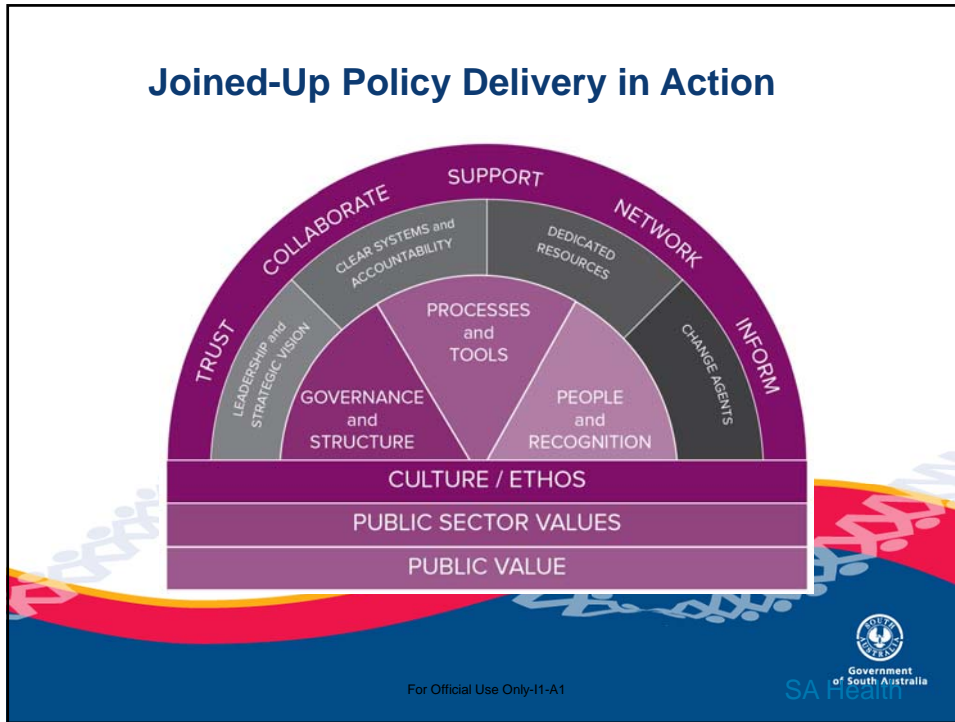 Joined-Up Policy Delivery in Action
TRUST
COLLABORATE
SUPPORT
NETWORK
INFORM
LEADERSHIP and
STRATEGIC VISION
CLEAR SYSTEMS and
ACCOUNTABILITY
DEDICATED
RESOURCES
CHANGE AGENTS
GOVERNANCE
and
STRUCTURE
PROCESSES
and
TOOLS
PEOPLE
and
RECOGNITION
CULTURE / ETHOS
PUBLIC SECTOR VALUES
PUBLIC VALUE
SOUTH
AUSTRALIA
Government
of South Australia
For Official Use Only-I1-A1
SA Health